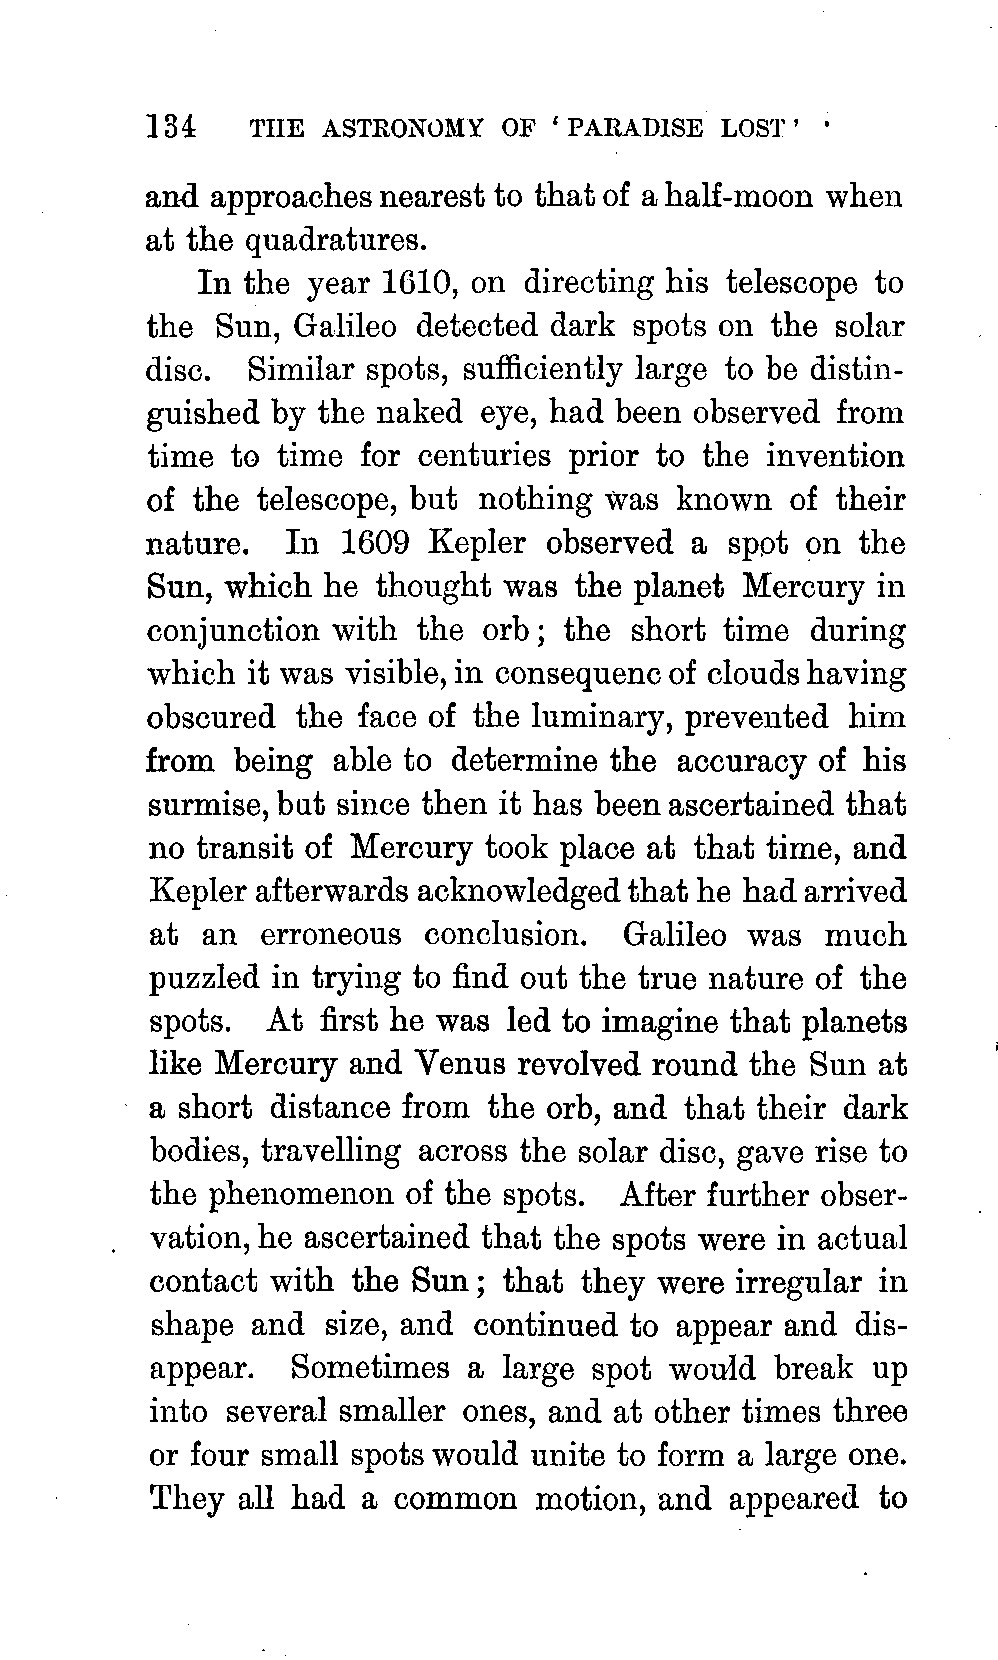 134 THE ASTRONOMY OF ‘PARADISE LOST’
and approaches nearest to that of a half-moon when
at the quadratures.
In the year 1610, on directing his telescope to
the Sun, Galileo detected dark spots on the solar
disc. Similar spots, sufficiently large to be distin-
guished by the naked eye, had been observed from
time to time for centuries prior to the invention
of the telescope, but nothing was known of their
nature. In 1609 Kepler observed a spot on the
Sun, which he thought was the planet Mercury in
conjunction with the orb; the short time during
which it was visible, in consequenc of clouds having
obscured the face of the luminary, prevented him
from being able to determine the accuracy of his
surmise, but since then it has been ascertained that
no transit of Mercury took place at that time, and
Kepler afterwards acknowledged that he had arrived
at an erroneous conclusion. Galileo was much
puzzled in trying to find out the true nature of the
spots. At first he was led to imagine that planets
like Mercury and Venus revolved round the Sun at
a short distance from the orb, and that their dark
bodies, travelling across the solar disc, gave rise to
the phenomenon of the spots. After further obser-
vation, he ascertained that the spots were in actual
contact with the Sun; that they were irregular in
shape and size, and continued to appear and dis-
appear. Sometimes a large spot would break up
into several smaller ones, and at other times three
or four small spots would unite to form a large one.
They all had a common motion, and appeared to